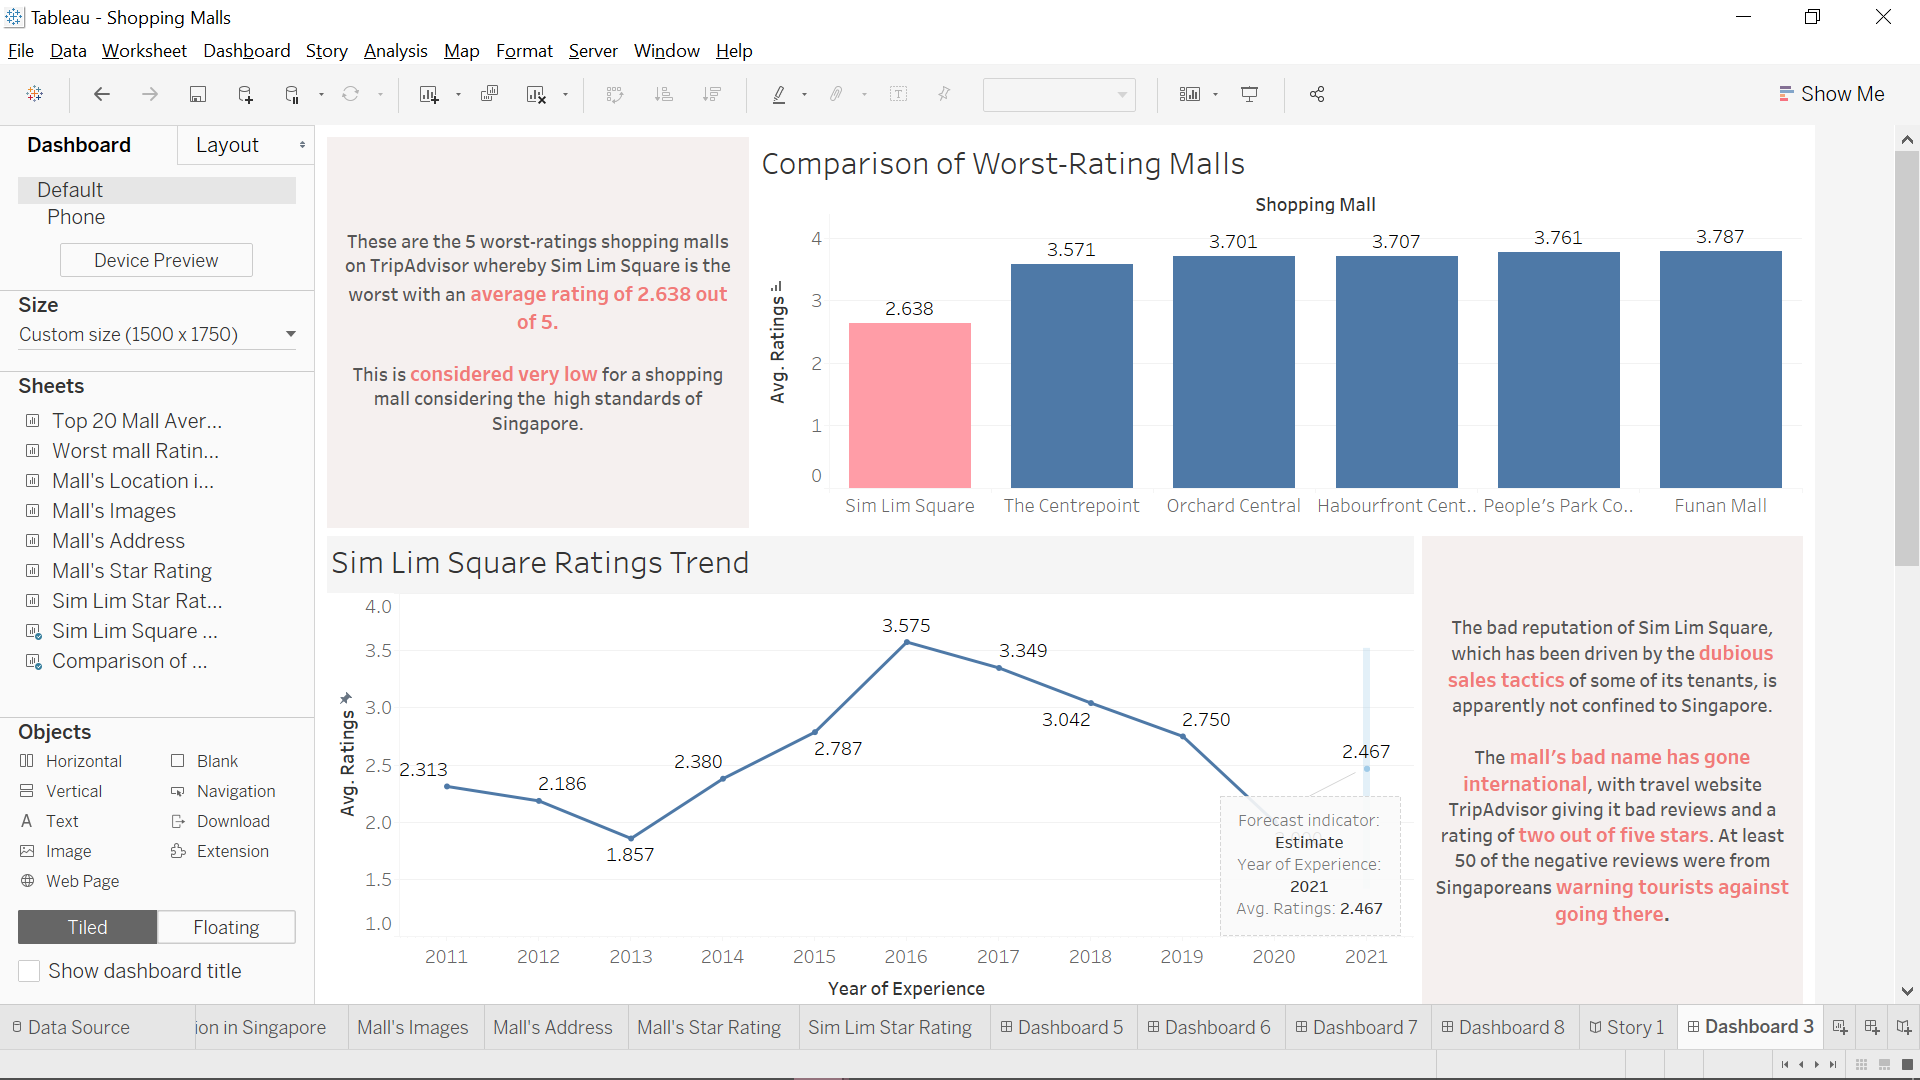 Tableau - Shopping Malls
File Data Worksheet Dashboard Story Analysis Map Format Server Window Help
Show Me
Dashboard Layout
Default
Phone
Device Preview
Size
Custom size (1500 x 1750)
Sheets
Top 20 Mall Aver...
Worst mall Ratin...
Mall's Location i...
Mall's Images
Mall's Address
Mall's Star Rating
Sim Lim Star Rat...
Sim Lim Square ...
Comparison of ...
Objects
Horizontal Blank
Vertical Navigation
A Text Download
Image Extension
Web Page
Tiled Floating
Show dashboard title
These are the 5 worst-ratings shopping malls
on TripAdvisor whereby Sim Lim Square is the
worst with an average rating of 2.638 out
of 5.
This is considered very low for a shopping
mall considering the high standards of
Singapore.
Comparison of Worst-Rating Malls
Shopping Mall
Avg. Ratings
4
3
2
1
0
2.638 3.571 3.701 3.707 3.761 3.787
Sim Lim Square The Centrepoint Orchard Central Habourfront Cent.. People’s Park Co.. Funan Mall
Sim Lim Square Ratings Trend
Avg. Ratings
4.0
3.5
3.0
2.5
2.0
1.5
1.0
2.313 2.186 1.857 2.380 2.787 3.575 3.349 3.042 2.750 2.467
Forecast indicator:
Estimate
Year of Experience:
2021
Avg. Ratings: 2.467
2011 2012 2013 2014 2015 2016 2017 2018 2019 2020 2021
Year of Experience
The bad reputation of Sim Lim Square,
which has been driven by the dubious
sales tactics of some of its tenants, is
apparently not confined to Singapore.
The mall’s bad name has gone
international, with travel website
TripAdvisor giving it bad reviews and a
rating of two out of five stars. At least
50 of the negative reviews were from
Singaporeans warning tourists against
going there.
Data Source ion in Singapore Mall's Images Mall's Address Mall's Star Rating Sim Lim Star Rating Dashboard 5 Dashboard 6 Dashboard 7 Dashboard 8 Story 1 Dashboard 3